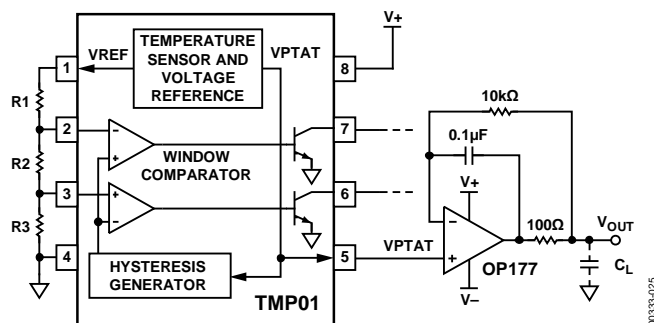 V+
TEMPERATURE
SENSOR AND
VOLTAGE
REFERENCE
1
VREF
VPTAT
8
R1
10kΩ
2
7
0.1µF
R2
WINDOW
COMPARATOR
3
6
V+
R3
100Ω
VOUT
VPTAT
4
5
HYSTERESIS
GENERATOR
OP177
CL
TMP01
V–
00333-025